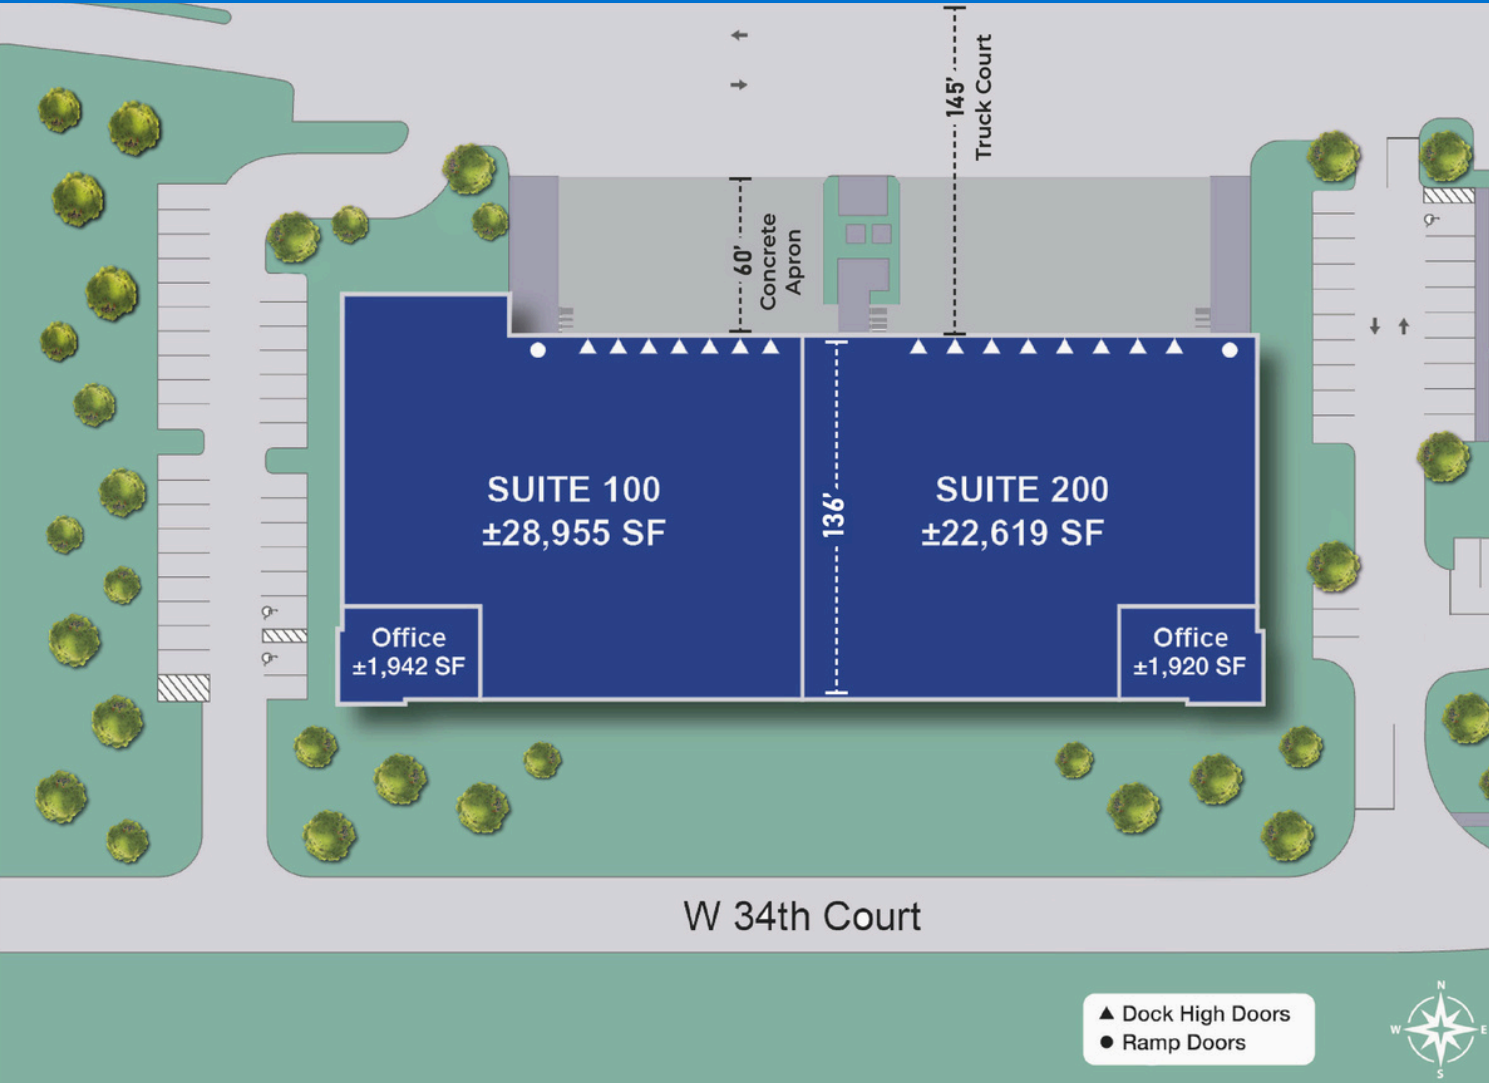 145'
Truck Court
60'
Concrete
Apron
SUITE 100
±28,955 SF
SUITE 200
±22,619 SF
136'
Office
±1,942 SF
Office
±1,920 SF
W 34th Court
▲ Dock High Doors
● Ramp Doors
N
W E
S